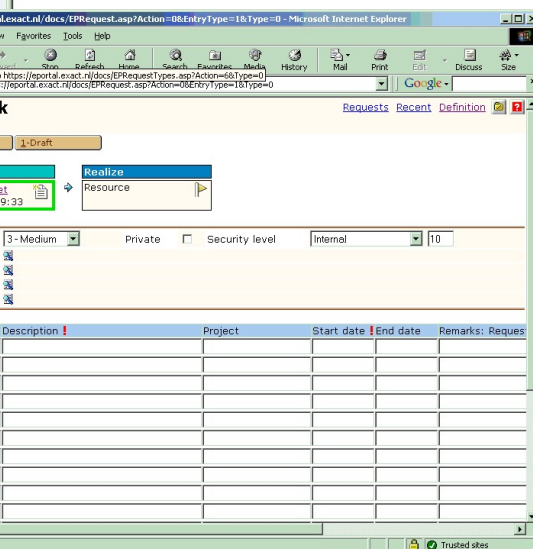 l.exact.nl/docs/EPRequest.asp?Action=0&EntryType=1&Type=0 - Microsoft Internet Explorer
w Favorites Tools Help
Stop Refresh Home Search Favorites Media History Mail Print Edit Discuss Size
https://eportal.exact.nl/docs/EPRequestTypes.asp?Action=6&Type=0
s://eportal.exact.nl/docs/EPRequest.asp?Action=0&EntryType=1&Type=0
Google
k Requests Recent Definition
1-Draft
Realize
et Resource
9:33
3-Medium Private Security level Internal 10
Description ! Project Start date ! End date Remarks: Reques
Trusted sites